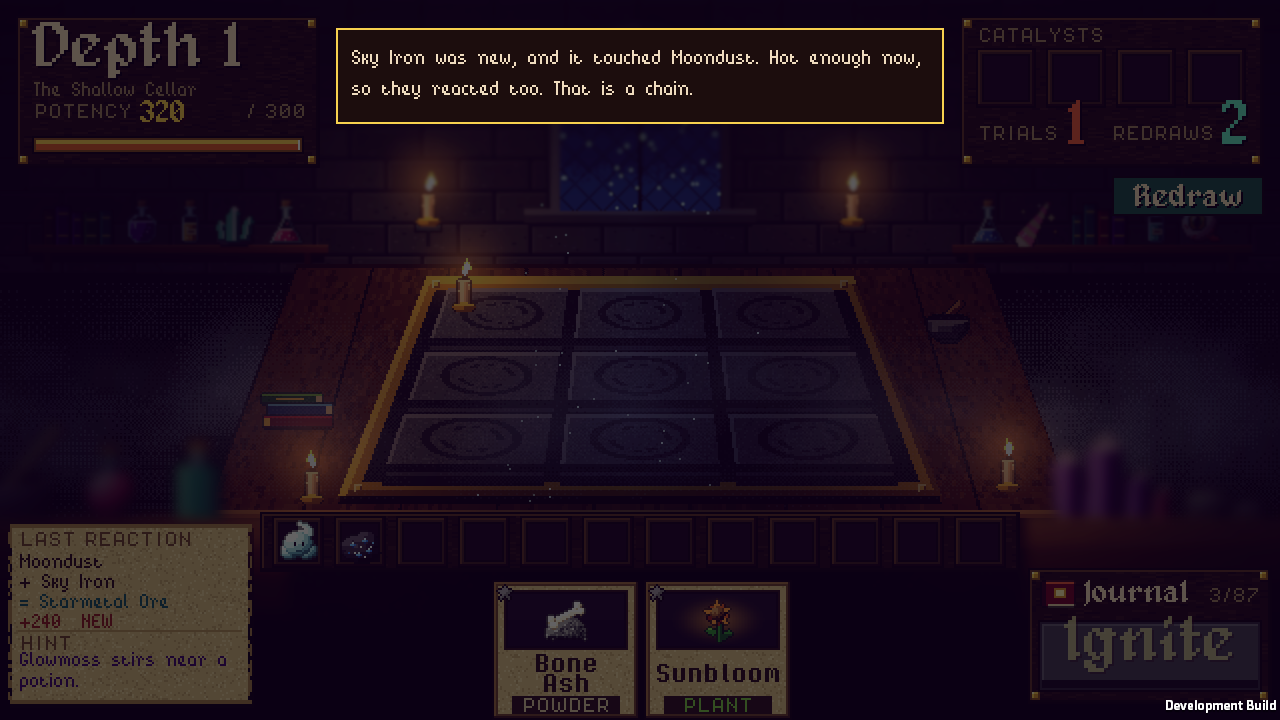 Depth 1
The Shallow Cellar
POTENCY 320 / 300
Sky Iron was new, and it touched Moondust. Hot enough now,
so they reacted too. That is a chain.
CATALYSTS
TRIALS 1 REDRAWS 2
Redraw
LAST REACTION
Moondust
+ Sky Iron
= Starmetal Ore
+240 NEW
HINT
Glowmoss stirs near a
potion.
Bone
Ash
POWDER
Sunbloom
PLANT
Journal 3/87
Ignite
Development Build